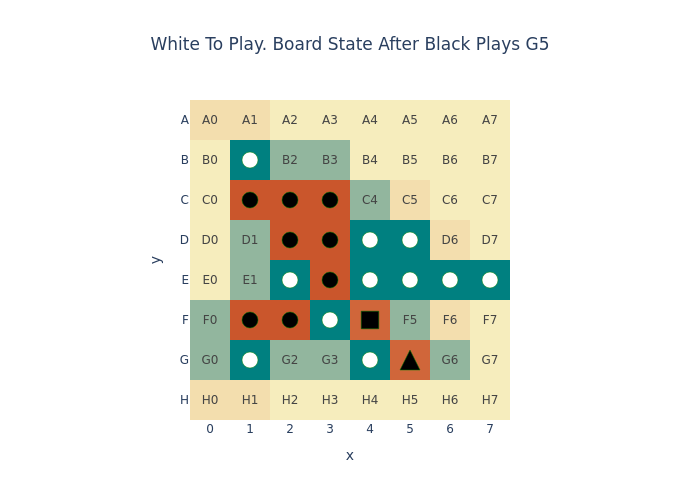 White To Play. Board State After Black Plays G5
A A0 A1 A2 A3 A4 A5 A6 A7
B B0 B2 B3 B4 B5 B6 B7
C C0 C4 C5 C6 C7
D D0 D1 D6 D7
E E0 E1
F F0 F5 F6 F7
G G0 G2 G3 G6 G7
H H0 H1 H2 H3 H4 H5 H6 H7
0 1 2 3 4 5 6 7
x
y